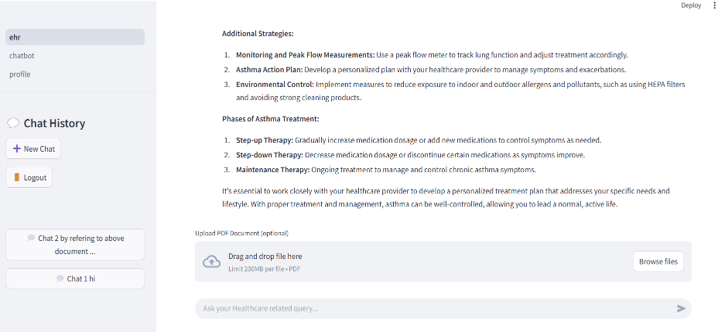 Deploy
ehr
chatbot
profile
Chat History
New Chat
Logout
Chat 2 by refering to above
document ...
Chat 1 hi
Additional Strategies:
1. Monitoring and Peak Flow Measurements: Use a peak flow meter to track lung function and adjust treatment accordingly.
2. Asthma Action Plan: Develop a personalized plan with your healthcare provider to manage symptoms and exacerbations.
3. Environmental Control: Implement measures to reduce exposure to indoor and outdoor allergens and pollutants, such as using HEPA filters
and avoiding strong cleaning products.
Phases of Asthma Treatment:
1. Step-up Therapy: Gradually increase medication dosage or add new medications to control symptoms as needed.
2. Step-down Therapy: Decrease medication dosage or discontinue certain medications as symptoms improve.
3. Maintenance Therapy: Ongoing treatment to manage and control chronic asthma symptoms.
It's essential to work closely with your healthcare provider to develop a personalized treatment plan that addresses your specific needs and
lifestyle. With proper treatment and management, asthma can be well-controlled, allowing you to lead a normal, active life.
Upload PDF Document (optional)
Drag and drop file here
Limit 200MB per file • PDF
Browse files
Ask your Healthcare related query...